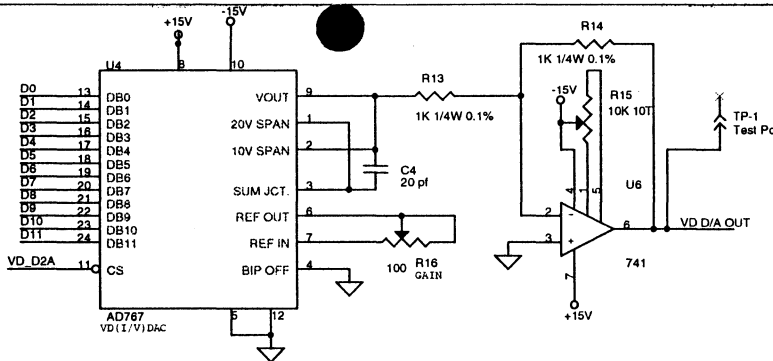 +15V
-15V
U4
8
10
D0 13 DB0
D1 14 DB1
D2 15 DB2
D3 16 DB3
D4 17 DB4
D5 18 DB5
D6 19 DB6
D7 20 DB7
D8 21 DB8
D9 22 DB9
D10 23 DB10
D11 24 DB11
VD_D2A 11 CS
VOUT 9
20V SPAN 1
10V SPAN 2
SUM JCT. 3
REF OUT 6
REF IN 7
BIP OFF 4
AD767
VD(I/V)DAC
5
12
C4
20 pf
100
R16
GAIN
R13
1K 1/4W 0.1%
R14
1K 1/4W 0.1%
-15V
R15
10K 10T
4
1
5
U6
2
-
3
+
6
7
741
+15V
TP-1
Test Po
VD D/A OUT